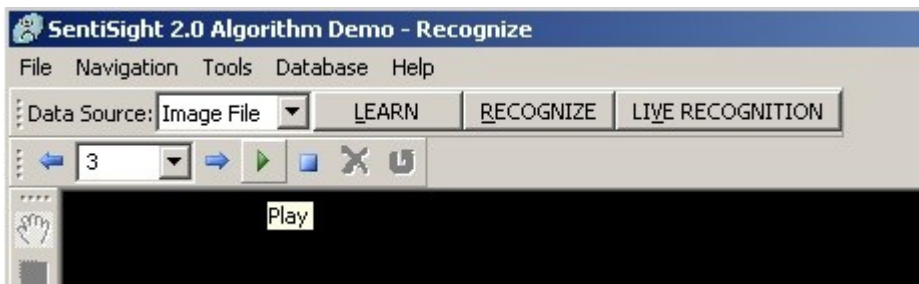 SentiSight 2.0 Algorithm Demo - Recognize
File Navigation Tools Database Help
Data Source: Image File LEARN RECOGNIZE LIVE RECOGNITION
3
Play